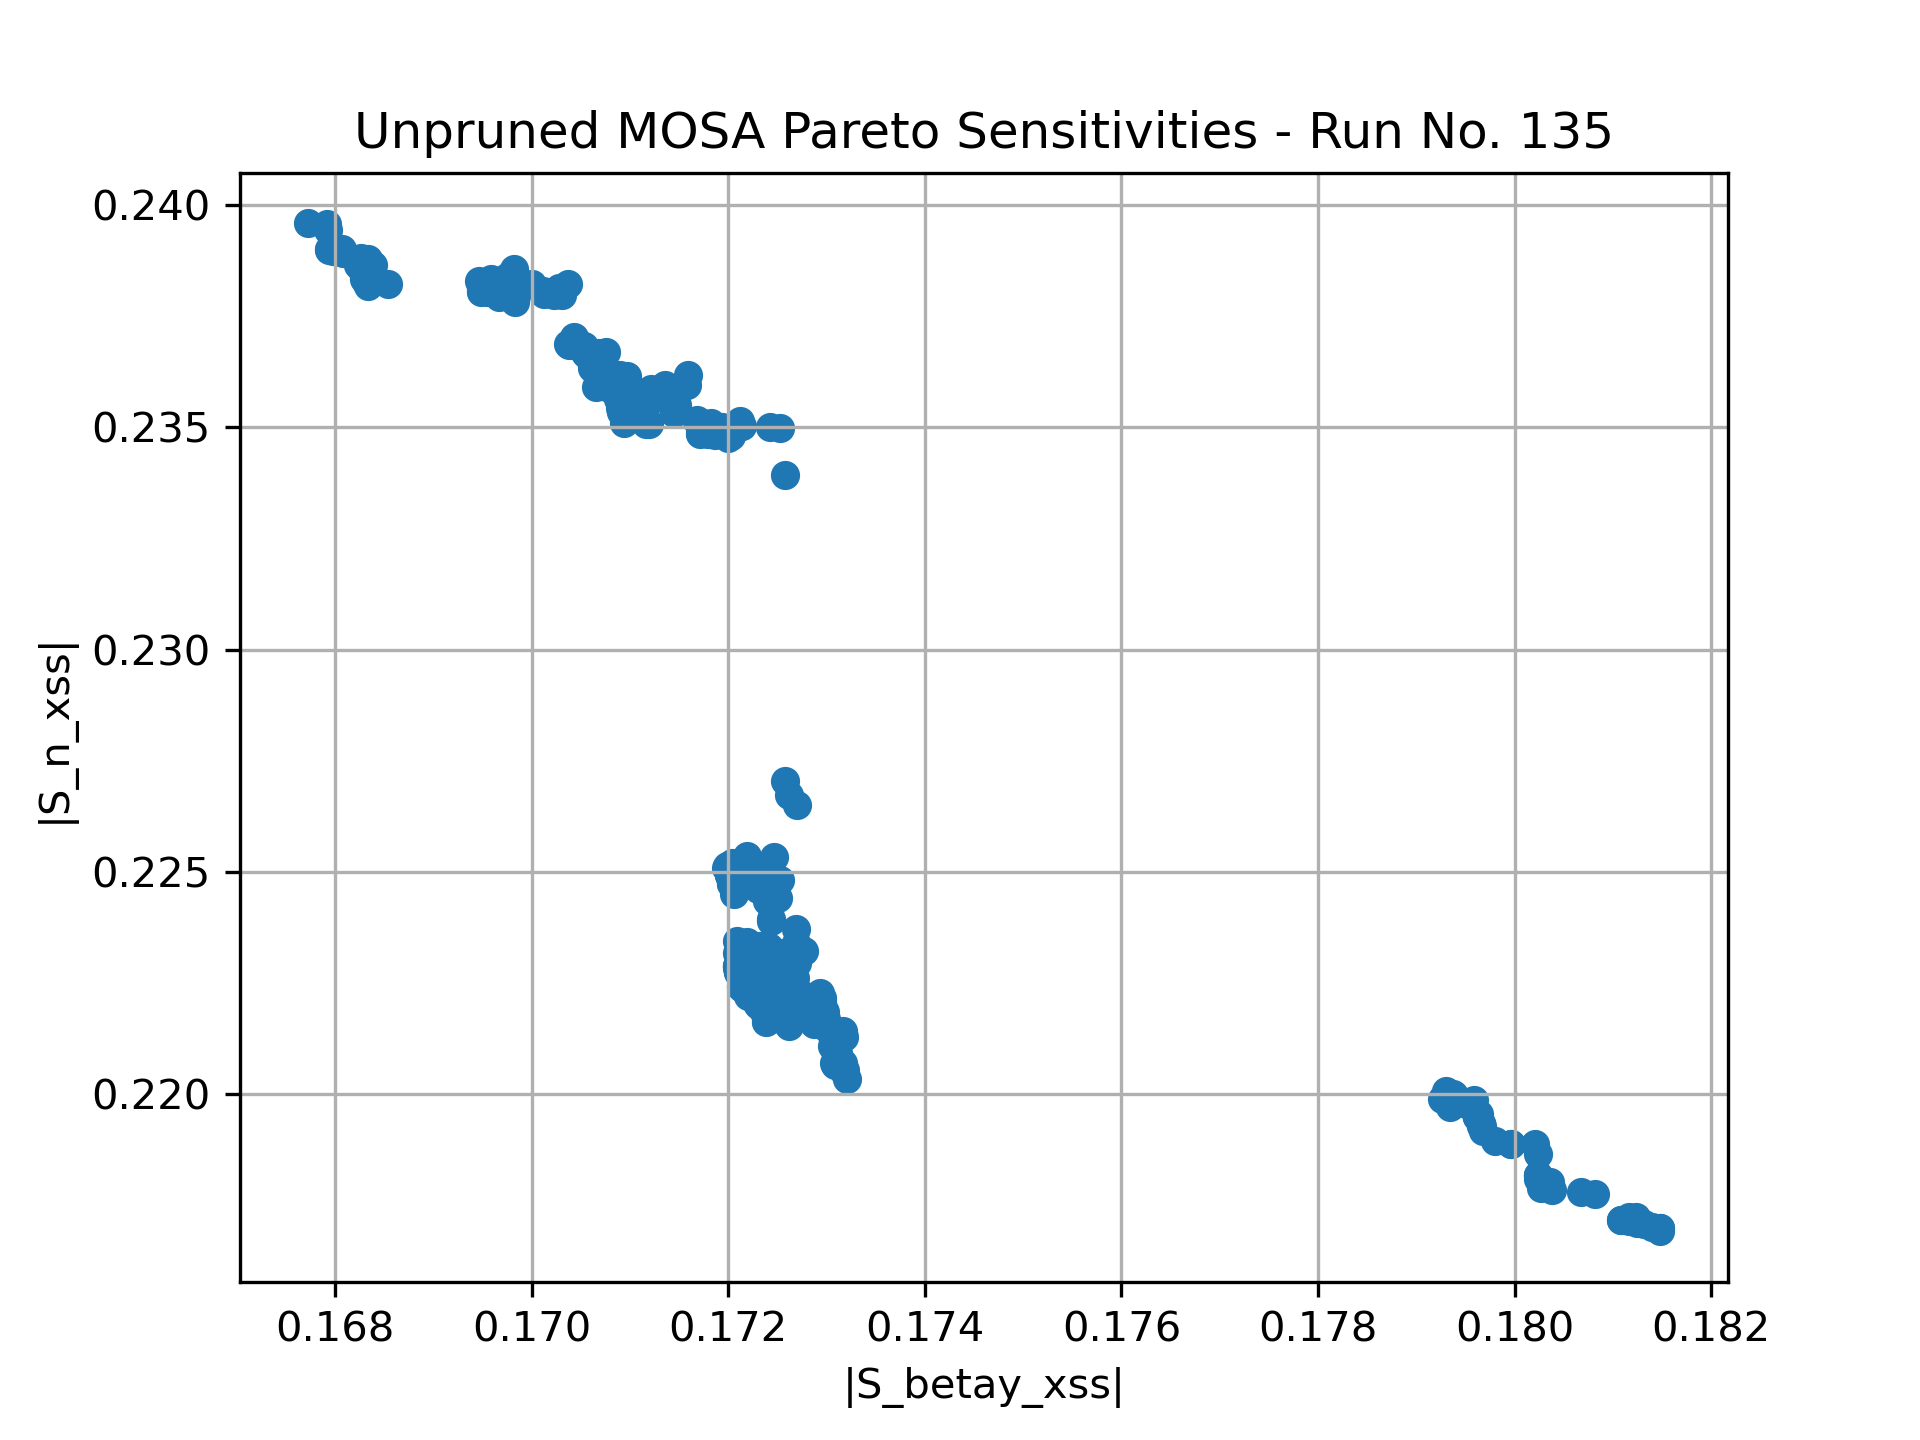 Unpruned MOSA Pareto Sensitivities - Run No. 135
0.240
0.235
0.230
0.225
0.220
|S_n_xss|
0.168 0.170 0.172 0.174 0.176 0.178 0.180 0.182
|S_betay_xss|